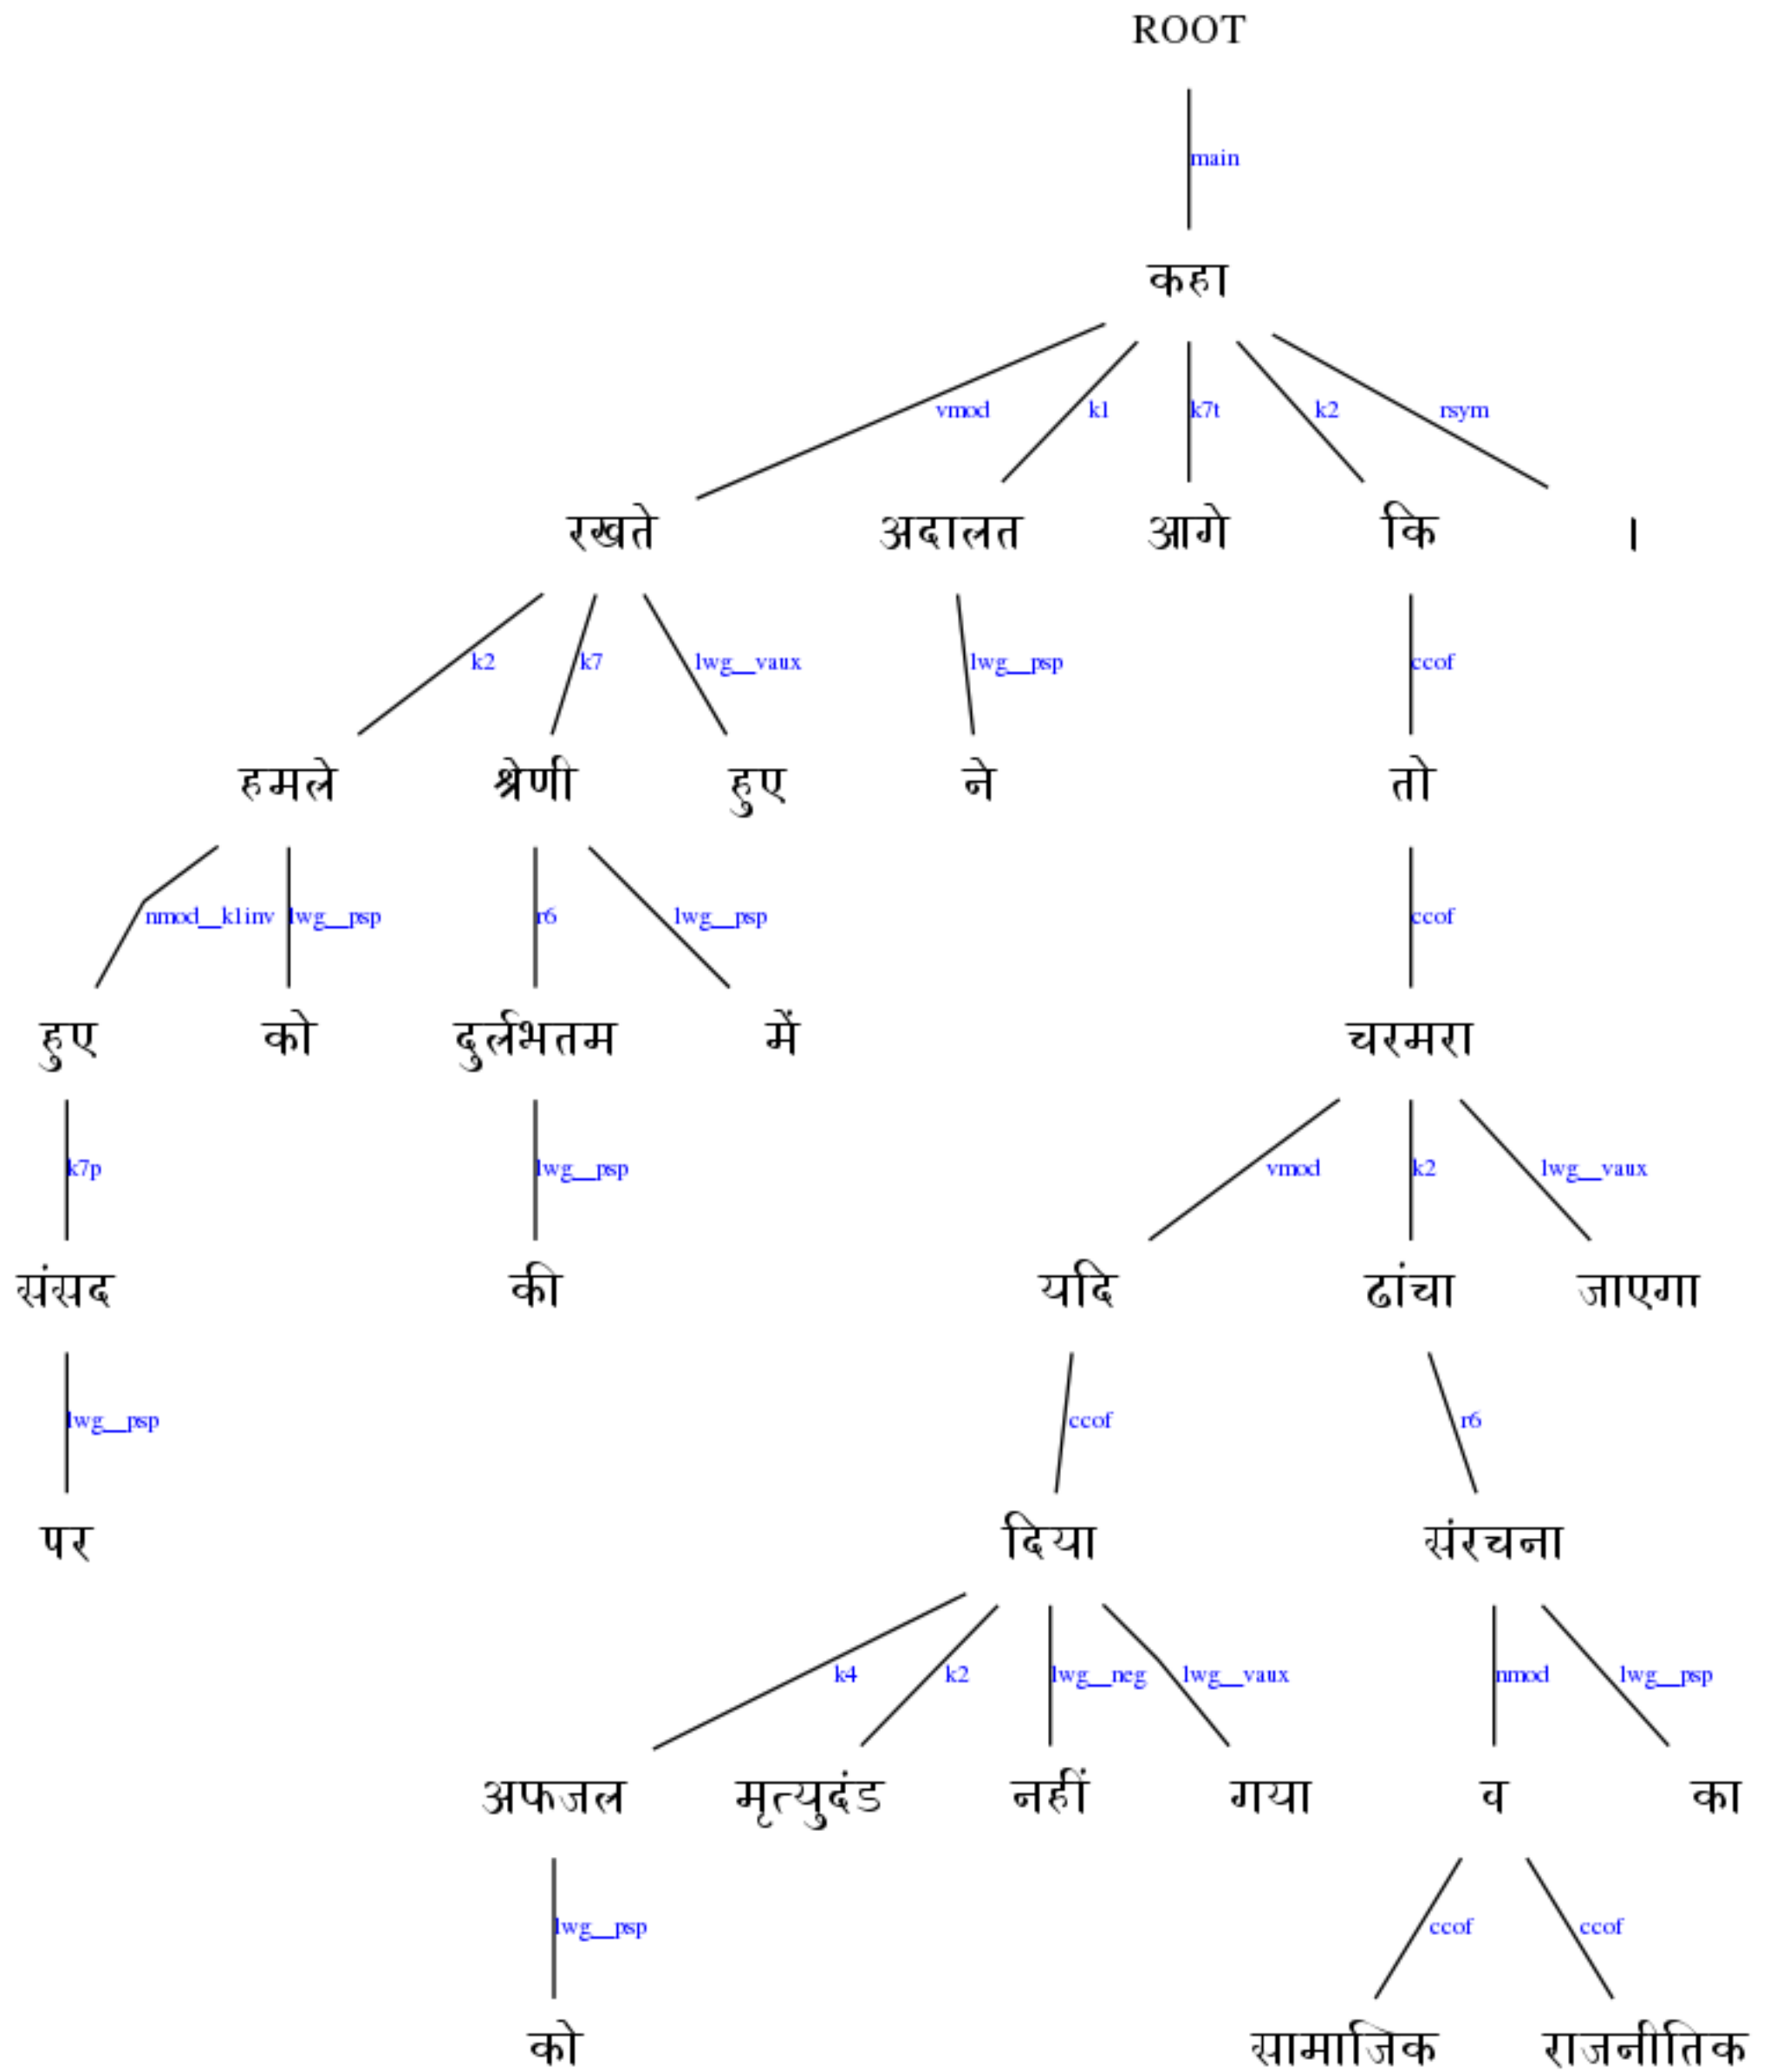 ROOT
main
कहा
vmod k1 k7t k2 rsym
रखते अदालत आगे कि ।
k2 k7 lwg__vaux lwg__psp ccof
हमले श्रेणी हुए ने तो
nmod__k1inv lwg__psp r6 lwg__psp ccof
हुए को दुर्लभतम में चरमरा
k7p lwg__psp vmod k2 lwg__vaux
संसद की यदि ढांचा जाएगा
lwg__psp ccof r6
पर दिया संरचना
k4 k2 lwg__neg lwg__vaux nmod lwg__psp
अफजल मृत्युदंड नहीं गया व का
lwg__psp ccof ccof
को सामाजिक राजनीतिक